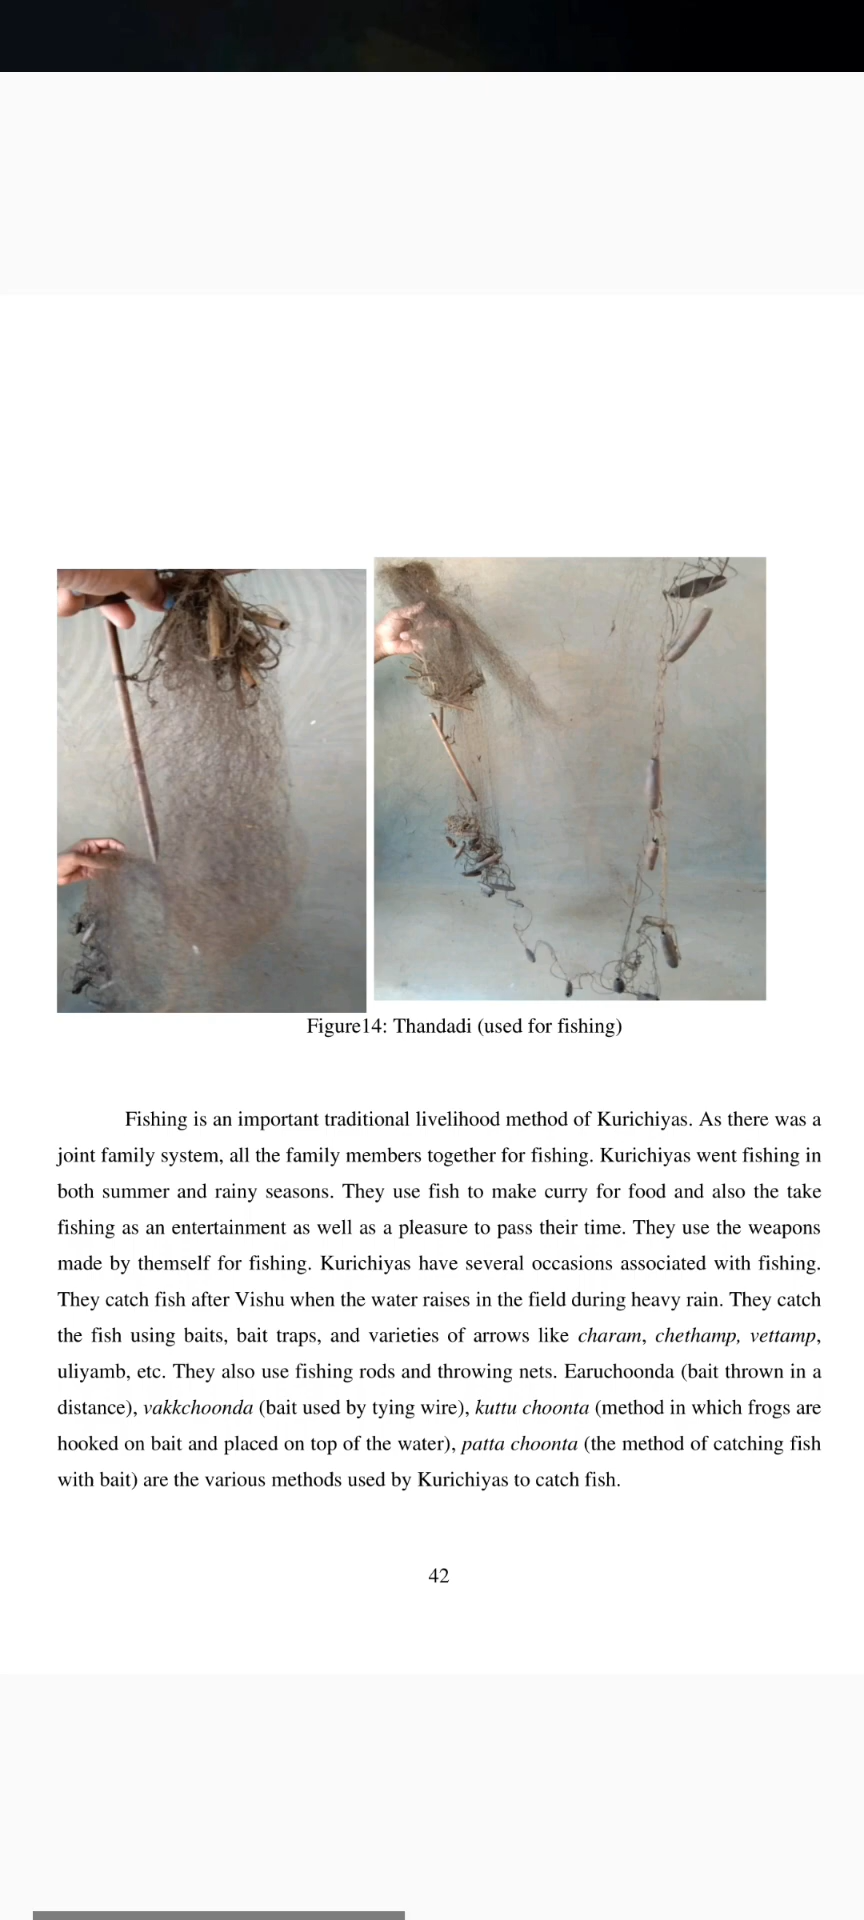 Figure14: Thandadi (used for fishing)
Fishing is an important traditional livelihood method of Kurichiyas. As there was a
joint family system, all the family members together for fishing. Kurichiyas went fishing in
both summer and rainy seasons. They use fish to make curry for food and also the take
fishing as an entertainment as well as a pleasure to pass their time. They use the weapons
made by themself for fishing. Kurichiyas have several occasions associated with fishing.
They catch fish after Vishu when the water raises in the field during heavy rain. They catch
the fish using baits, bait traps, and varieties of arrows like charam, chethamp, vettamp,
uliyamb, etc. They also use fishing rods and throwing nets. Earuchoonda (bait thrown in a
distance), vakkchoonda (bait used by tying wire), kuttu choonta (method in which frogs are
hooked on bait and placed on top of the water), patta choonta (the method of catching fish
with bait) are the various methods used by Kurichiyas to catch fish.
42